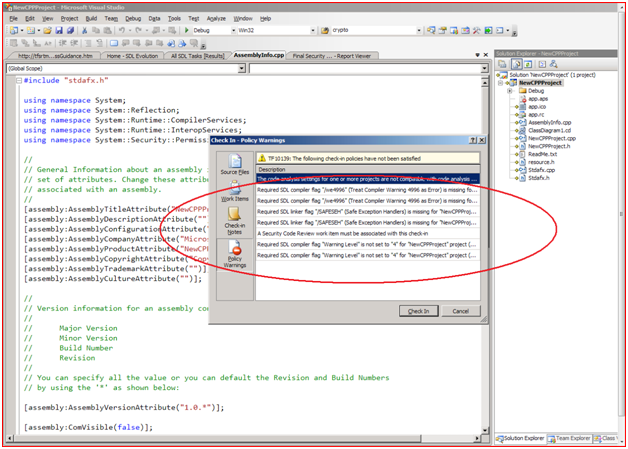 NewCPPProject - Microsoft Visual Studio
File Edit View Project Build Team Debug Data Tools Test Analyze Window Help
Debug Win32 crypto
http://tfsrtm...ssGuidance.htm Home - SDL Evolution All SDL Tasks [Results] AssemblyInfo.cpp Final Security ... - Report Viewer
(Global Scope)
#include "stdafx.h"
using namespace System;
using namespace System::Reflection;
using namespace System::Runtime::CompilerServices;
using namespace System::Runtime::InteropServices;
using namespace System::Security::Permis
//
// General Information about an assembly i
// set of attributes. Change these attrib
// associated with an assembly.
//
[assembly:AssemblyTitleAttribute("NewCPPPr
[assembly:AssemblyDescriptionAttribute(""
[assembly:AssemblyConfigurationAttribute(
[assembly:AssemblyCompanyAttribute("Micros
[assembly:AssemblyProductAttribute("NewCPP
[assembly:AssemblyCopyrightAttribute("Cop
[assembly:AssemblyTrademarkAttribute("")]
[assembly:AssemblyCultureAttribute("")];
//
// Version information for an assembly con
//
// Major Version
// Minor Version
// Build Number
// Revision
//
// You can specify all the value or you can default the Revision and Build Numbers
// by using the '*' as shown below:
[assembly:AssemblyVersionAttribute("1.0.*")];
[assembly:ComVisible(false)];
Check In - Policy Warnings
Source Files
Work Items
Check-in
Notes
Policy
Warnings
TF10139: The following check-in policies have not been satisfied
Description
The code analysis settings for one or more projects are not compatible with code analysis ...
Required SDL compiler flag "/we4996" (Treat Compiler Warning 4996 as Error) is missing fo...
Required SDL compiler flag "/we4996" (Treat Compiler Warning 4996 as Error) is missing fo...
Required SDL linker flag "/SAFESEH" (Safe Exception Handlers) is missing for "NewCPPProj...
Required SDL linker flag "/SAFESEH" (Safe Exception Handlers) is missing for "NewCPPProj...
A Security Code Review work item must be associated with this check-in
Required SDL compiler flag "Warning Level" is not set to "4" for "NewCPPProject" project (...
Required SDL compiler flag "Warning Level" is not set to "4" for "NewCPPProject" project (...
Check In
Cancel
Solution Explorer - NewCPPProject
Solution 'NewCPPProject' (1 project)
NewCPPProject
Debug
app.aps
app.ico
app.rc
AssemblyInfo.cpp
ClassDiagram1.cd
NewCPPProject.cpp
NewCPPProject.h
ReadMe.txt
resource.h
Stdafx.cpp
Stdafx.h
Solution Explorer Team Explorer Class